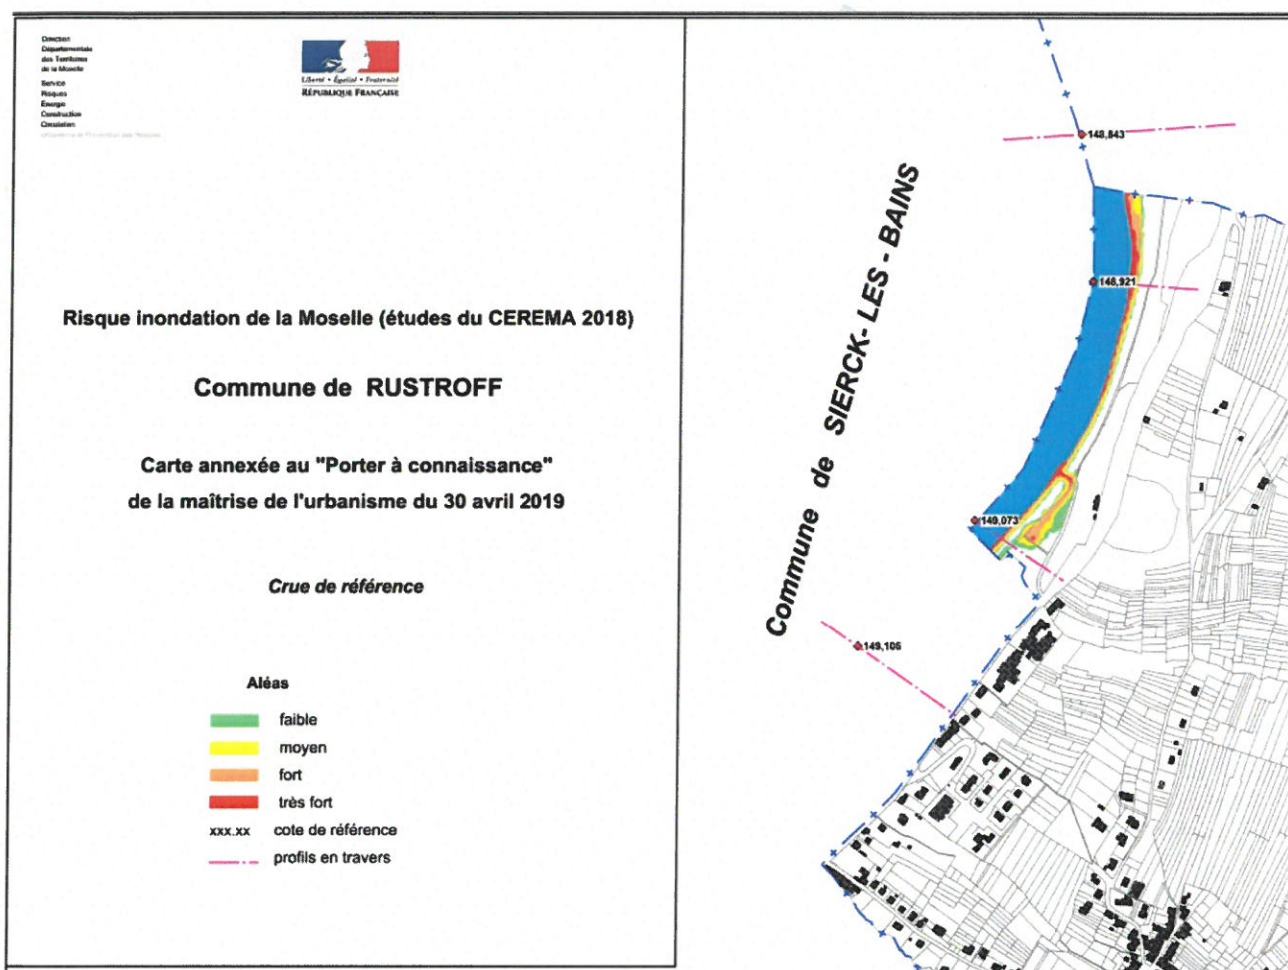 Direction
Départementale
des Territoires
de la Moselle
Service
Risques
Énergie
Construction
Circulation
Liberté • Égalité • Fraternité
RÉPUBLIQUE FRANÇAISE
Risque inondation de la Moselle (études du CEREMA 2018)
Commune de RUSTROFF
Carte annexée au "Porter à connaissance"
de la maîtrise de l'urbanisme du 30 avril 2019
Crue de référence
Aléas
faible
moyen
fort
très fort
xxx.xx cote de référence
profils en travers
Commune de SIERCK- LES - BAINS
148,843
148,921
149,073
149,105